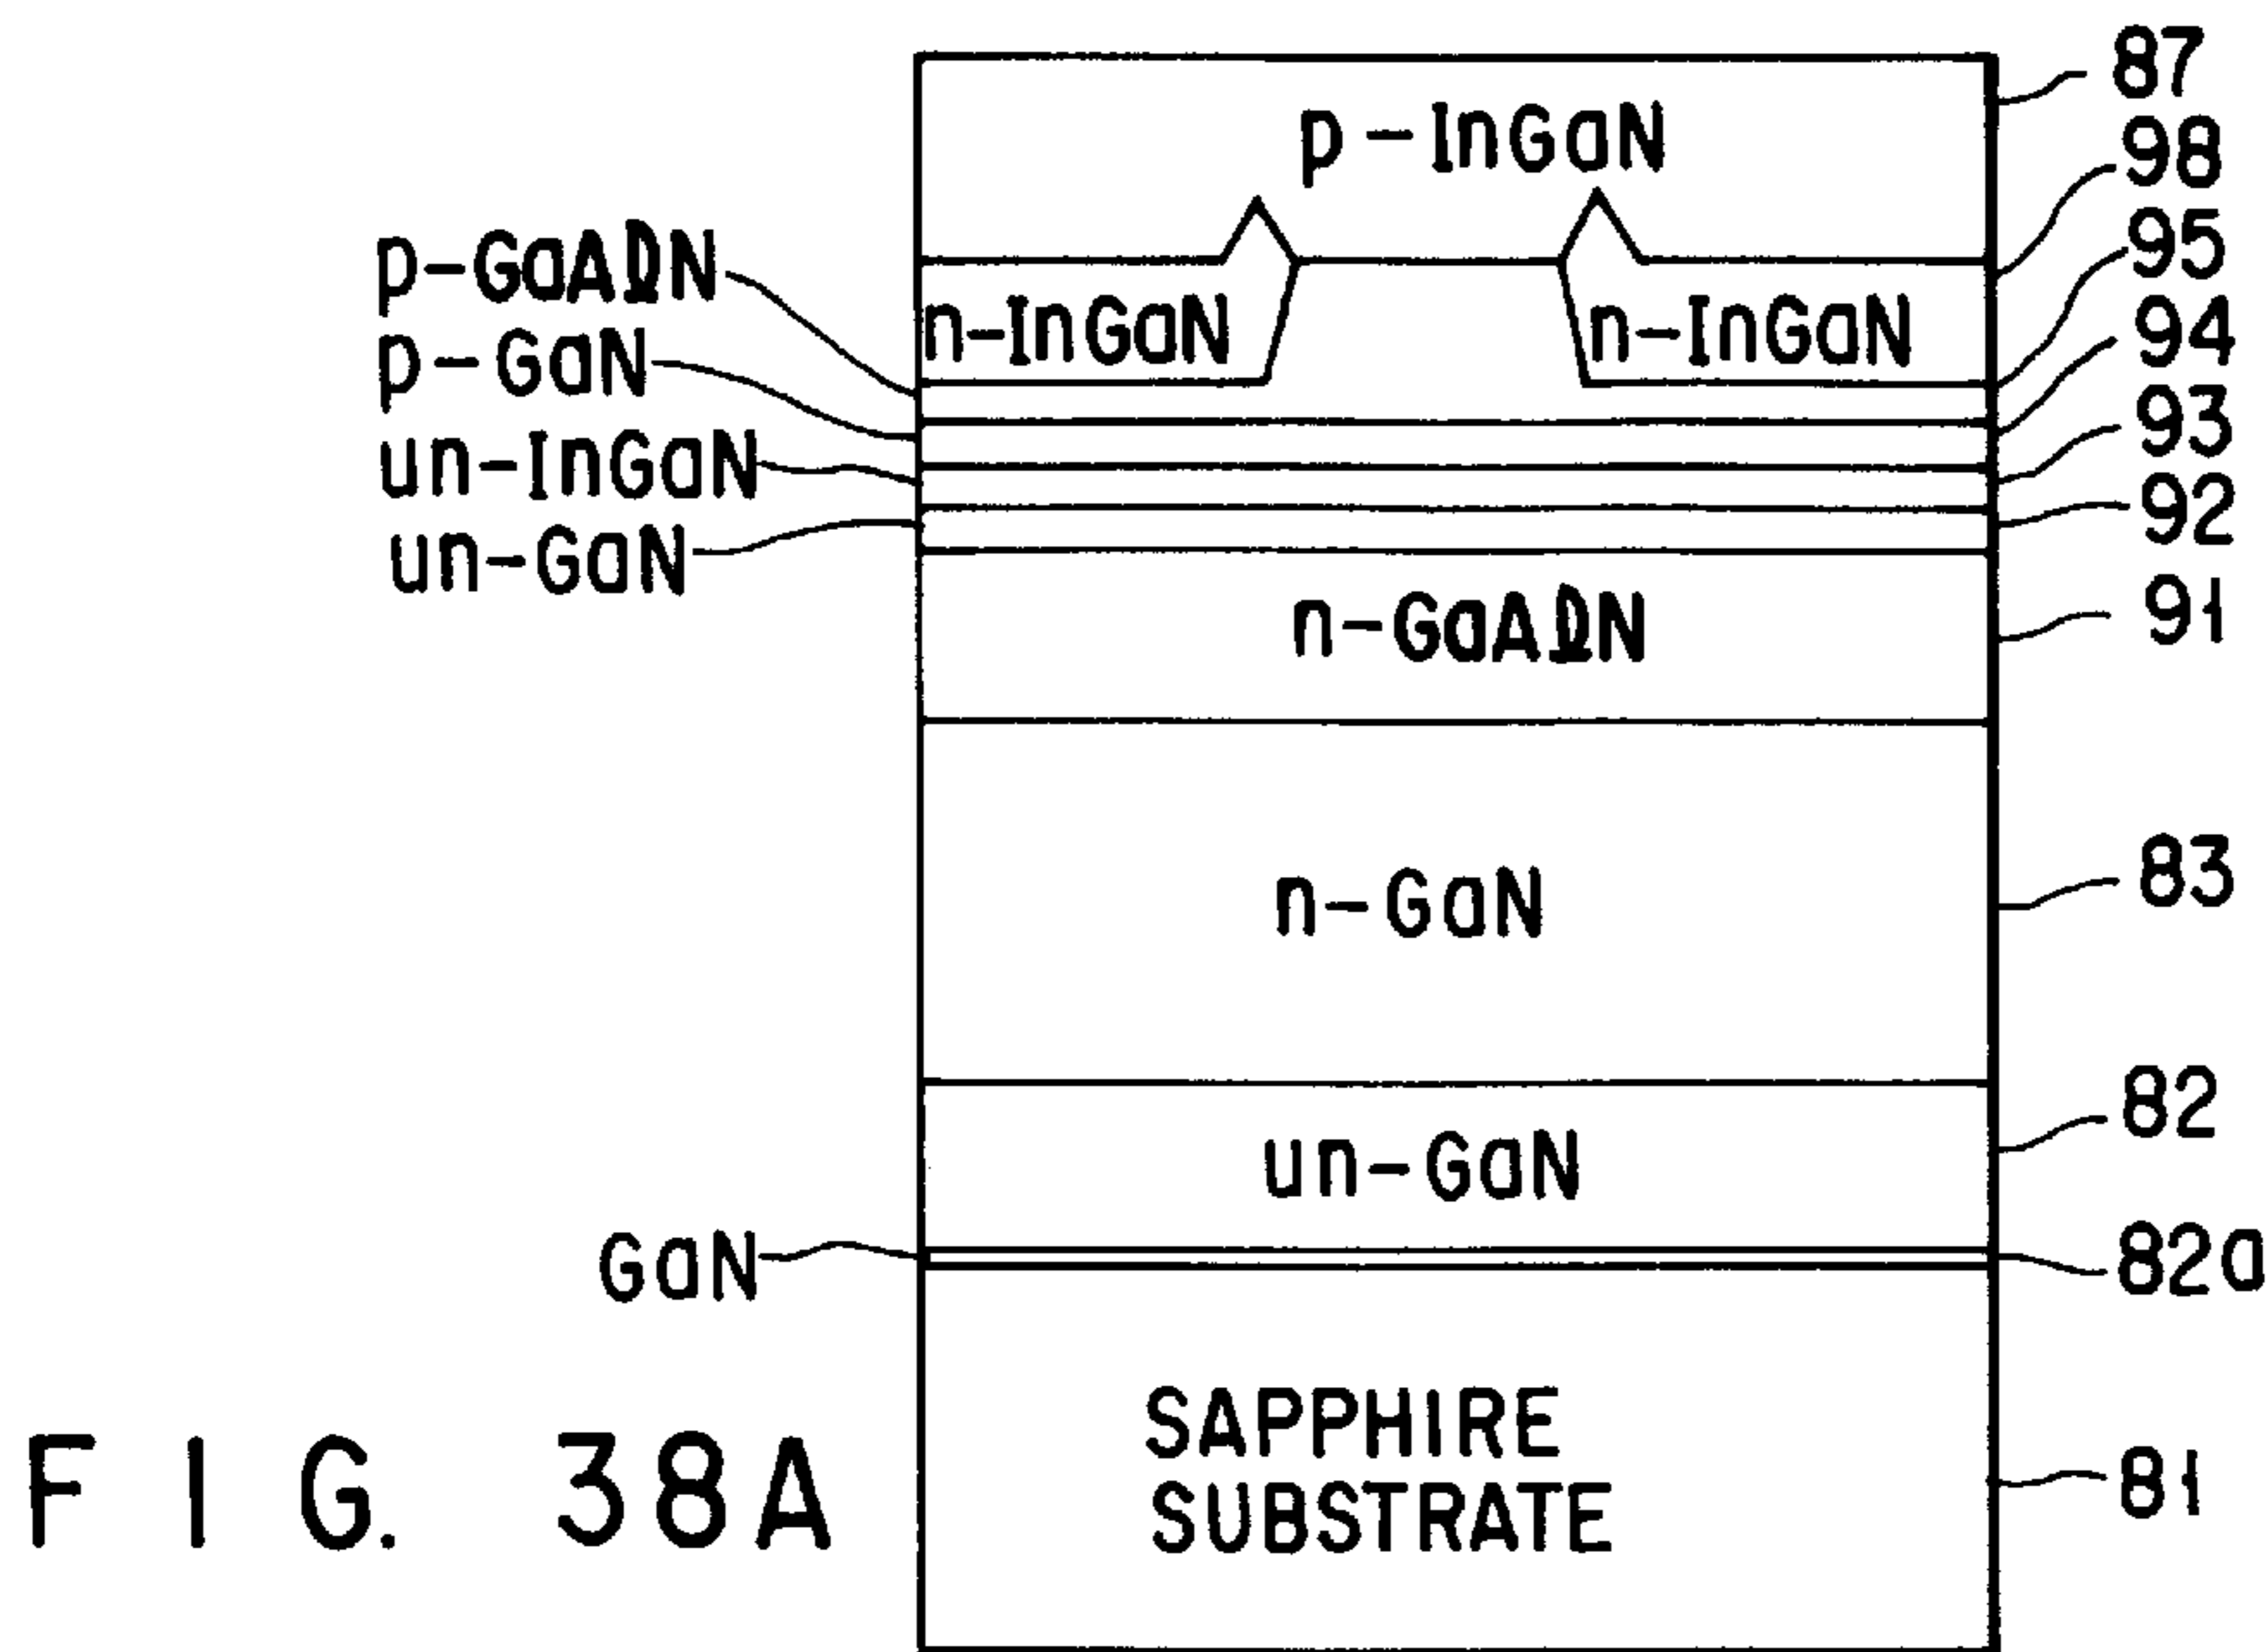 87
p-InGaN
98
p-GaAlN
95
n-InGaN
n-InGaN
94
p-GaN
93
un-InGaN
92
un-GaN
91
n-GaAlN
83
n-GaN
82
un-GaN
GaN
82a
SAPPHIRE
SUBSTRATE
81
FIG. 38A